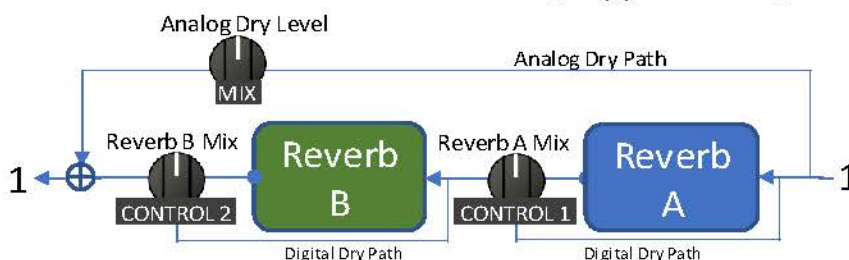 Analog Dry Level
Analog Dry Path
MIX
Reverb B Mix
Reverb
B
Reverb A Mix
Reverb
A
1
1
CONTROL 2
CONTROL 1
Digital Dry Path
Digital Dry Path